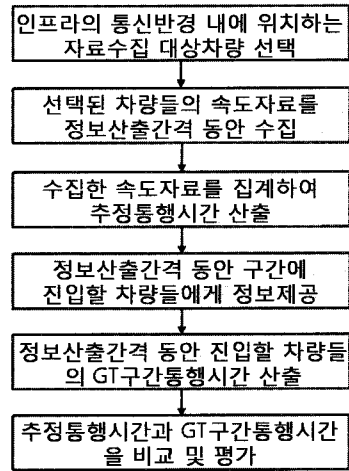 인프라의 통신반경 내에 위치하는
자료수집 대상차량 선택
선택된 차량들의 속도자료를
정보산출간격 동안 수집
수집한 속도자료를 집계하여
추정통행시간 산출
정보산출간격 동안 구간에
진입할 차량들에게 정보제공
정보산출간격 동안 진입할 차량들
의 GT구간통행시간 산출
추정통행시간과 GT구간통행시간
을 비교 및 평가